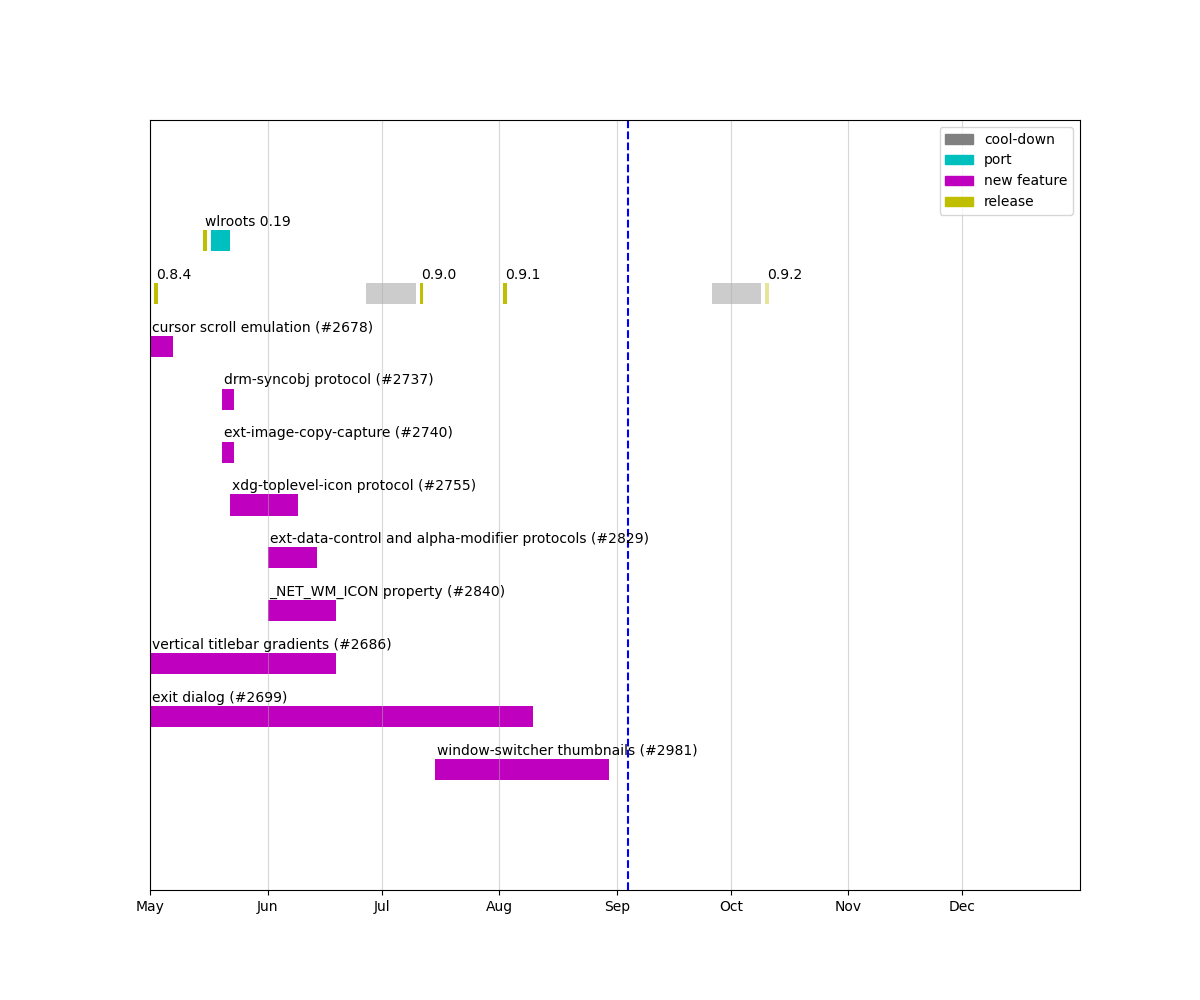 cool-down
port
new feature
release
wlroots 0.19
0.8.4 0.9.0 0.9.1 0.9.2
cursor scroll emulation (#2678)
drm-syncobj protocol (#2737)
ext-image-copy-capture (#2740)
xdg-toplevel-icon protocol (#2755)
ext-data-control and alpha-modifier protocols (#2829)
_NET_WM_ICON property (#2840)
vertical titlebar gradients (#2686)
exit dialog (#2699)
window-switcher thumbnails (#2981)
May Jun Jul Aug Sep Oct Nov Dec